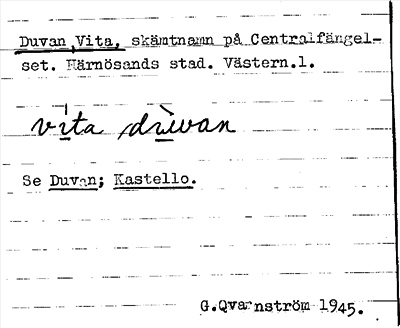 Duvan,Vita, skämtnamn på Centralfängel-
set. Härnösands stad. Västern.l.
vita duvan
Se Duvan; Kastello.
G.Qvarnström 1945.